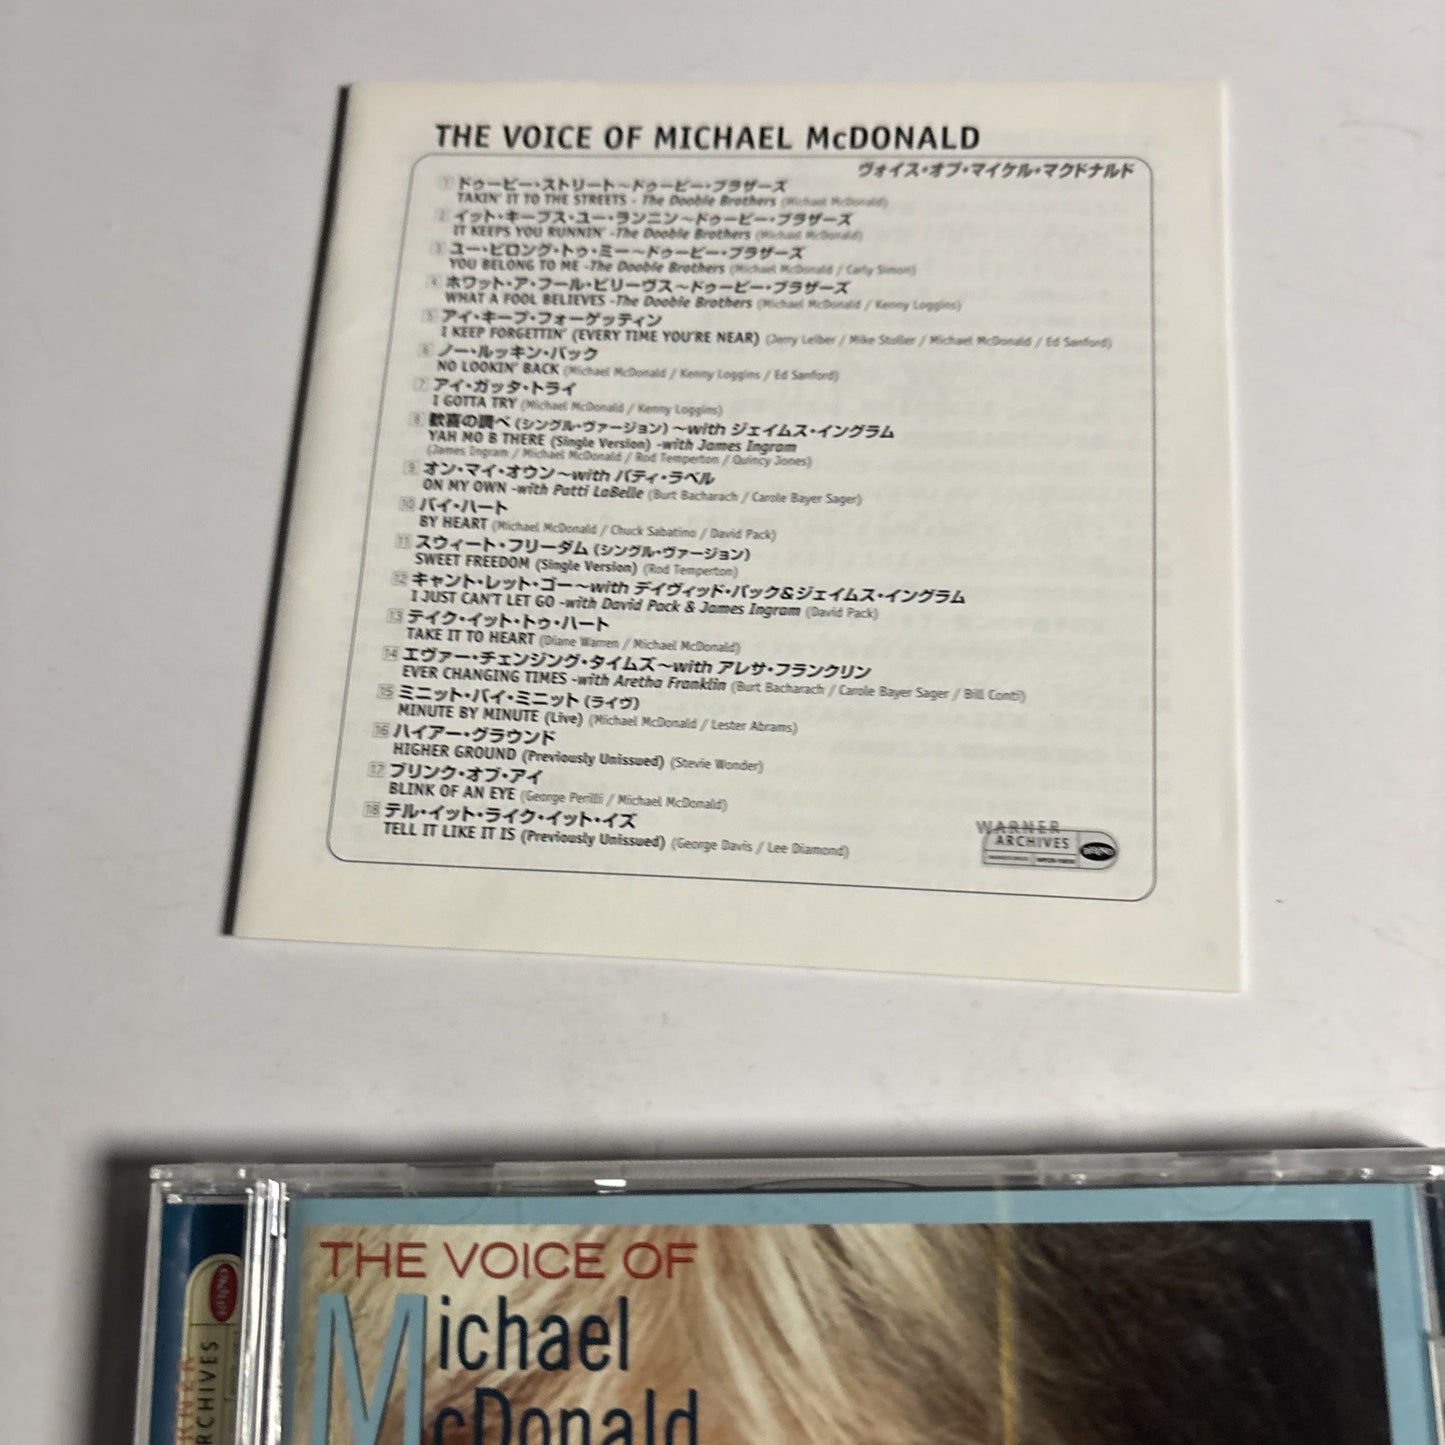 THE VOICE OF MICHAEL McDONALD
ヴォイス・オブ・マイケル・マクドナルド
1 ドゥービー・ストリート〜ドゥービー・ブラザーズ
TAKIN' IT TO THE STREETS - The Doobie Brothers (Michael McDonald)
2 イット・キープス・ユー・ランニン〜ドゥービー・ブラザーズ
IT KEEPS YOU RUNNIN' -The Doobie Brothers (Michael McDonald)
3 ユー・ビロング・トゥ・ミー〜ドゥービー・ブラザーズ
YOU BELONG TO ME -The Doobie Brothers (Michael McDonald / Carly Simon)
4 ホワット・ア・フール・ビリーヴス〜ドゥービー・ブラザーズ
WHAT A FOOL BELIEVES -The Doobie Brothers (Michael McDonald / Kenny Loggins)
5 アイ・キープ・フォーゲッティン
I KEEP FORGETTIN' (EVERY TIME YOU'RE NEAR) (Jerry Leiber / Mike Stoller / Michael McDonald / Ed Sanford)
6 ノー・ルッキン・バック
NO LOOKIN' BACK (Michael McDonald / Kenny Loggins / Ed Sanford)
7 アイ・ガッタ・トライ
I GOTTA TRY (Michael McDonald / Kenny Loggins)
8 歓喜の調べ (シングル・ヴァージョン) 〜with ジェイムス・イングラム
YAH MO B THERE (Single Version) -with James Ingram
(James Ingram / Michael McDonald / Rod Temperton / Quincy Jones)
9 オン・マイ・オウン〜with パティ・ラベル
ON MY OWN -with Patti LaBelle (Burt Bacharach / Carole Bayer Sager)
10 バイ・ハート
BY HEART (Michael McDonald / Chuck Sabatino / David Pack)
11 スウィート・フリーダム (シングル・ヴァージョン)
SWEET FREEDOM (Single Version) (Rod Temperton)
12 キャント・レット・ゴー〜with デイヴィッド・パック&ジェイムス・イングラム
I JUST CAN'T LET GO -with David Pack & James Ingram (David Pack)
13 テイク・イット・トゥ・ハート
TAKE IT TO HEART (Diane Warren / Michael McDonald)
14 エヴァー・チェンジング・タイムズ〜with アレサ・フランクリン
EVER CHANGING TIMES -with Aretha Franklin (Burt Bacharach / Carole Bayer Sager / Bill Conti)
15 ミニット・バイ・ミニット (ライヴ)
MINUTE BY MINUTE (Live) (Michael McDonald / Lester Abrams)
16 ハイアー・グラウンド
HIGHER GROUND (Previously Unissued) (Stevie Wonder)
17 ブリンク・オブ・アイ
BLINK OF AN EYE (George Perilli / Michael McDonald)
18 テル・イット・ライク・イット・イズ
TELL IT LIKE IT IS (Previously Unissued) (George Davis / Lee Diamond)
WARNER
ARCHIVES
RHINO
THE VOICE OF
Michael
McDonald
RHINO
ARCHIVES